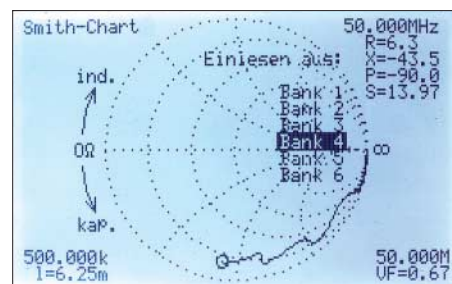 Smith-Chart
50.000MHz
R=6.3
X=-43.5
P=-90.0
S=13.97
Einlesen aus:
ind.
Bank 1
Bank 2
Bank 3
Bank 4
Bank 5
Bank 6
0Ω
∞
kap.
500.000k
l=6.25m
50.000M
VF=0.67